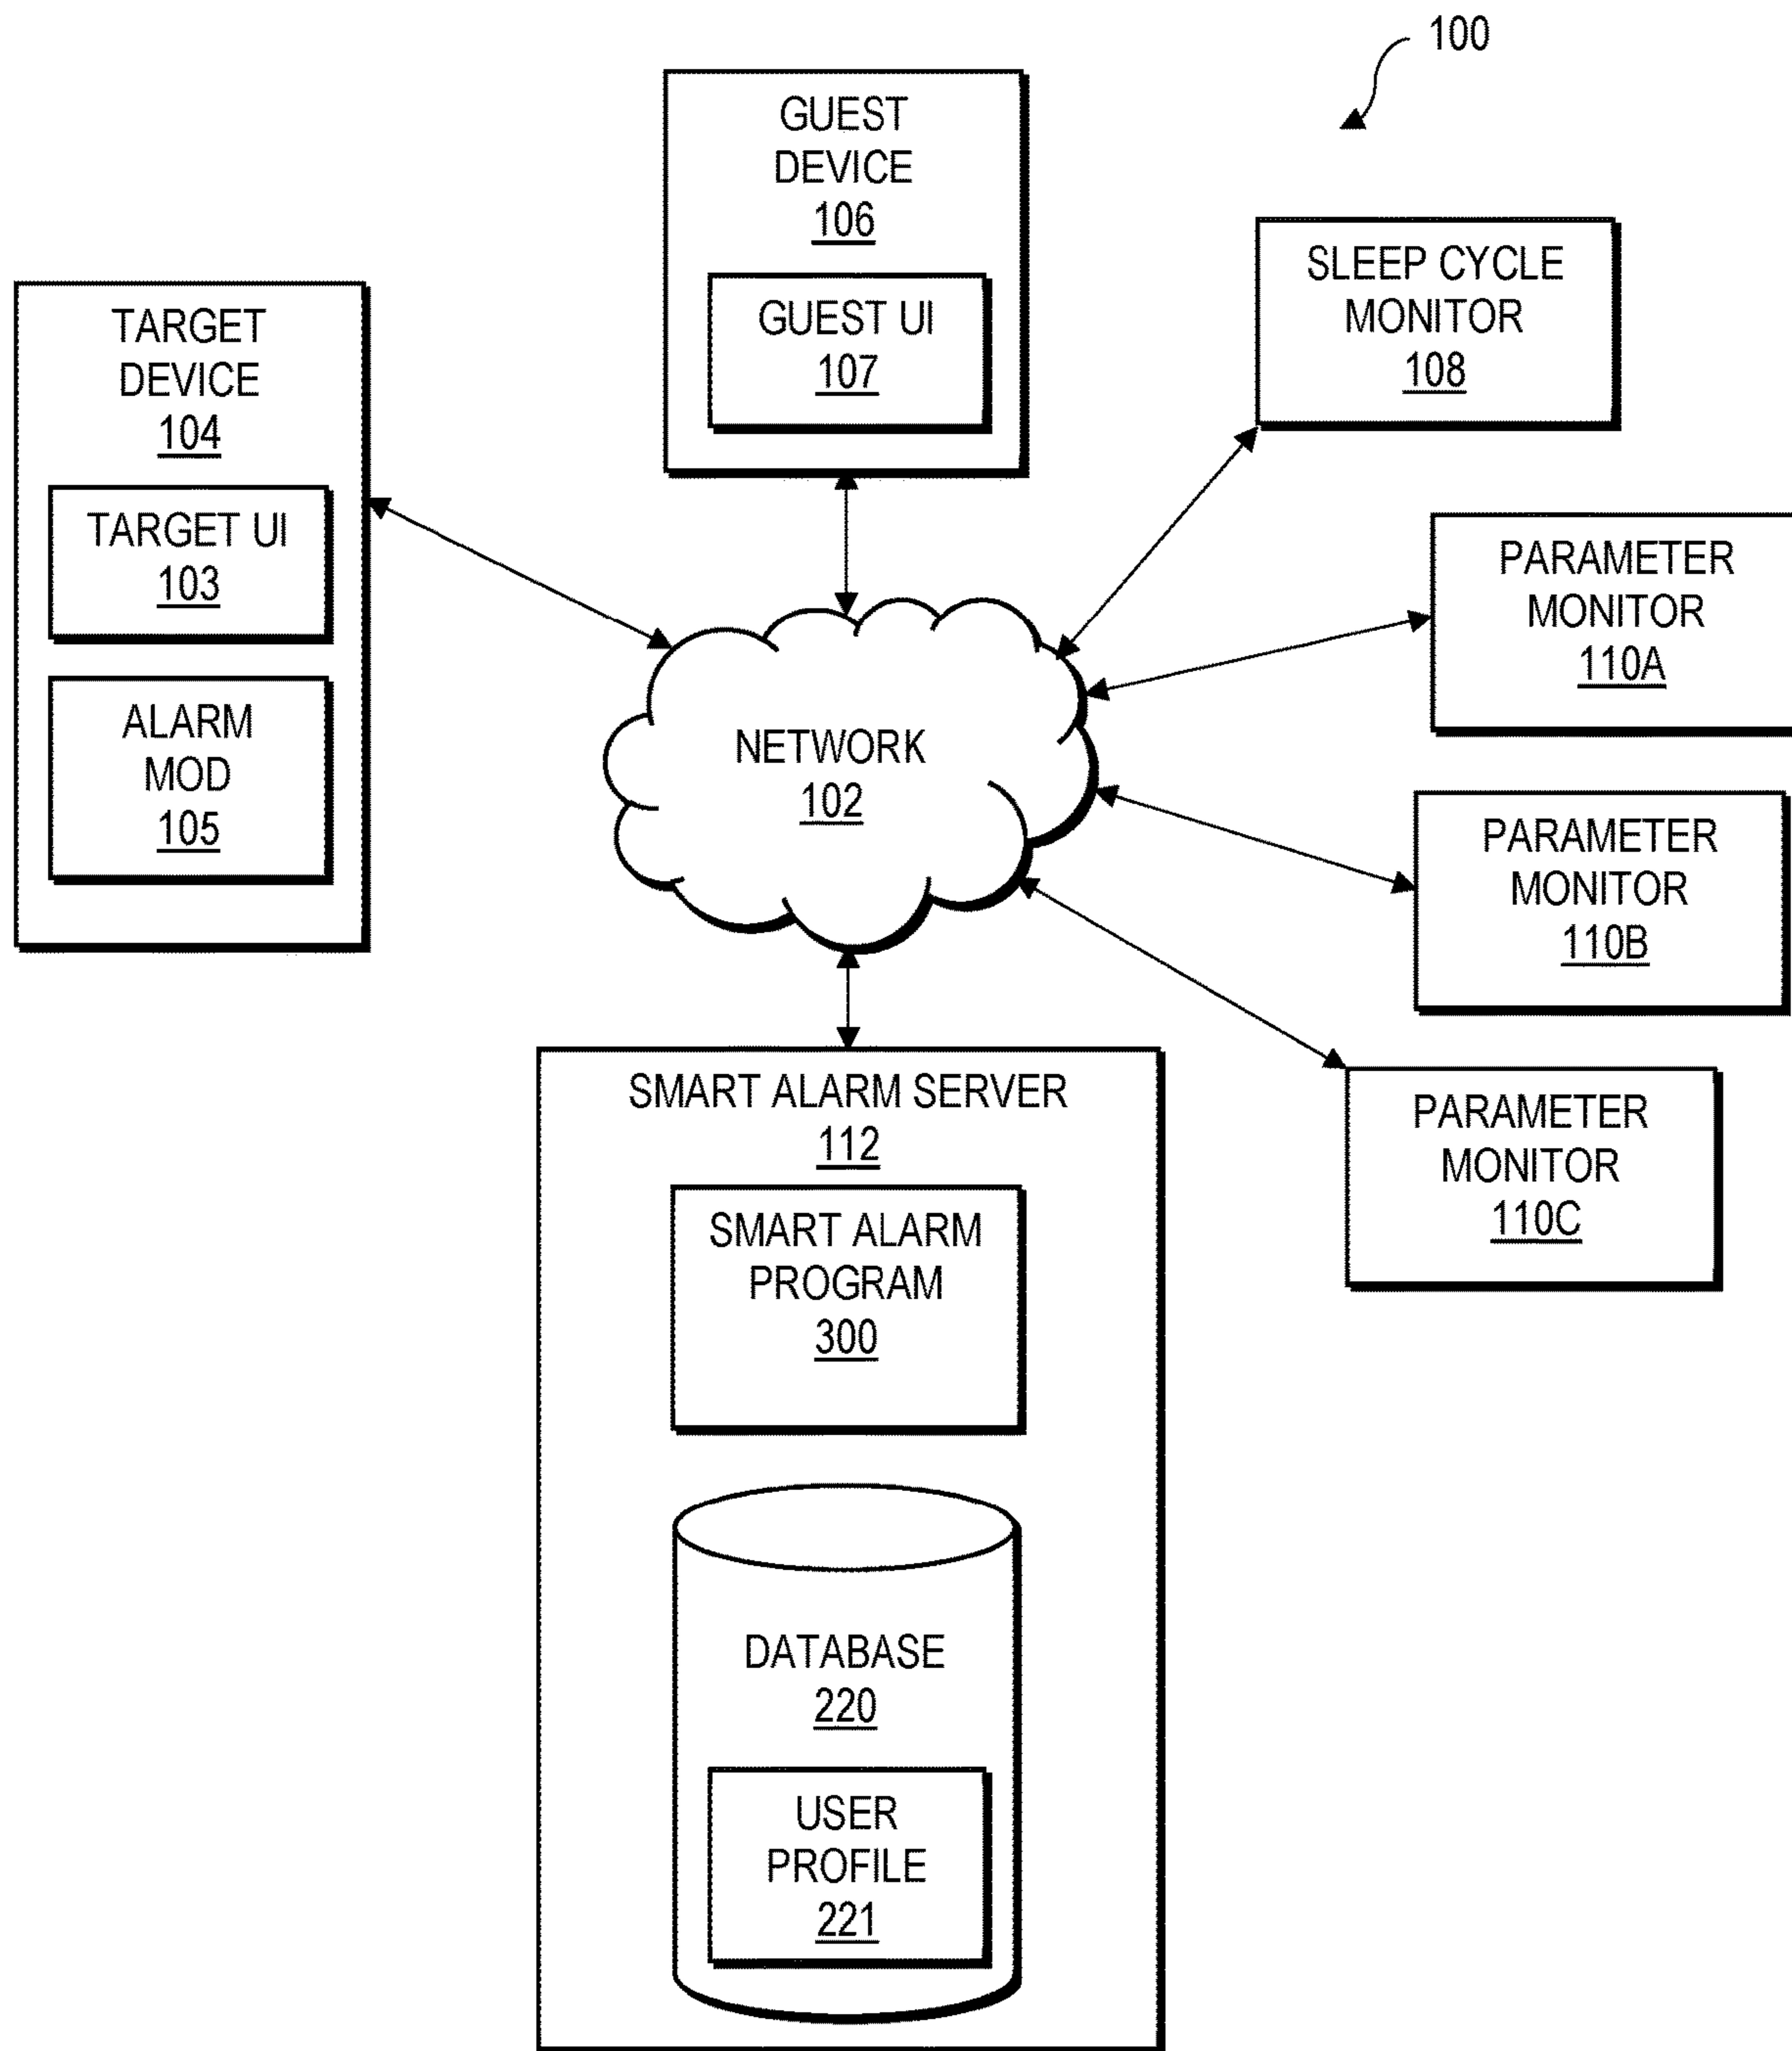 100
GUEST
DEVICE
106
GUEST UI
107
SLEEP CYCLE
MONITOR
108
TARGET
DEVICE
104
TARGET UI
103
ALARM
MOD
105
PARAMETER
MONITOR
110A
NETWORK
102
PARAMETER
MONITOR
110B
PARAMETER
MONITOR
110C
SMART ALARM SERVER
112
SMART ALARM
PROGRAM
300
DATABASE
220
USER
PROFILE
221